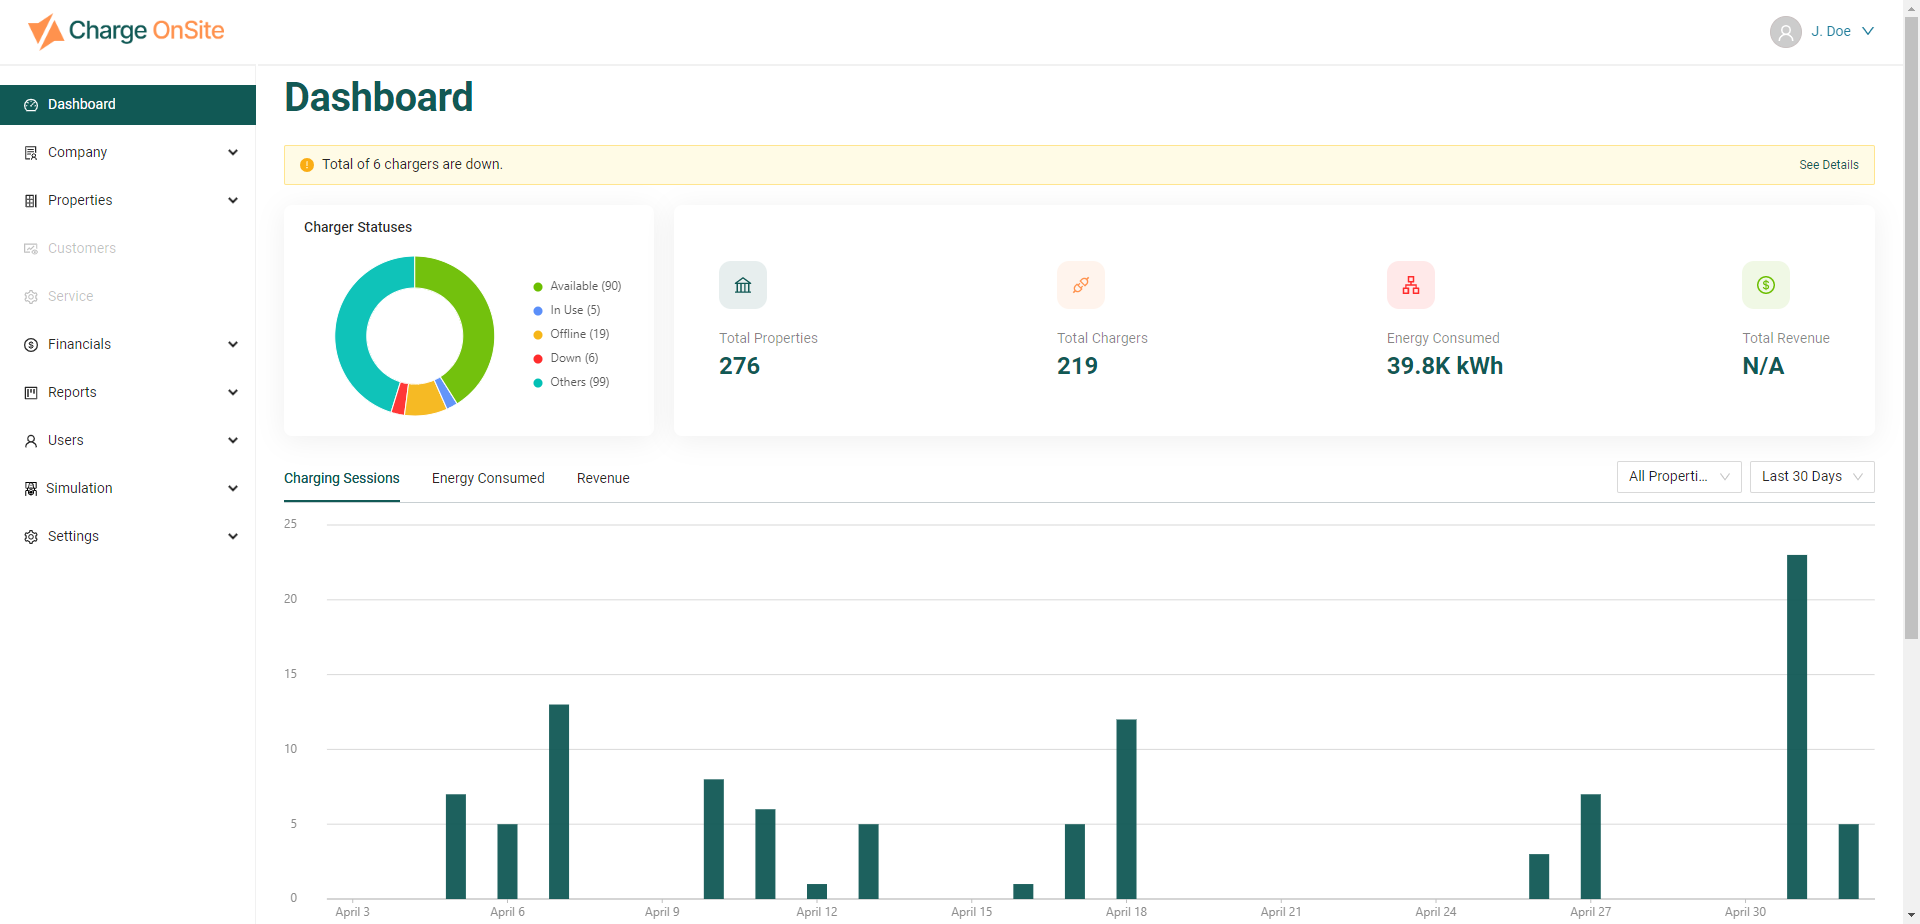 Charge OnSite
J. Doe
Dashboard
Company
Properties
Customers
Service
Financials
Reports
Users
Simulation
Settings
Dashboard
Total of 6 chargers are down.
See Details
Charger Statuses
Available (90)
In Use (5)
Offline (19)
Down (6)
Others (99)
Total Properties
276
Total Chargers
219
Energy Consumed
39.8K kWh
Total Revenue
N/A
Charging Sessions
Energy Consumed
Revenue
All Properti...
Last 30 Days
25
20
15
10
5
0
April 3
April 6
April 9
April 12
April 15
April 18
April 21
April 24
April 27
April 30